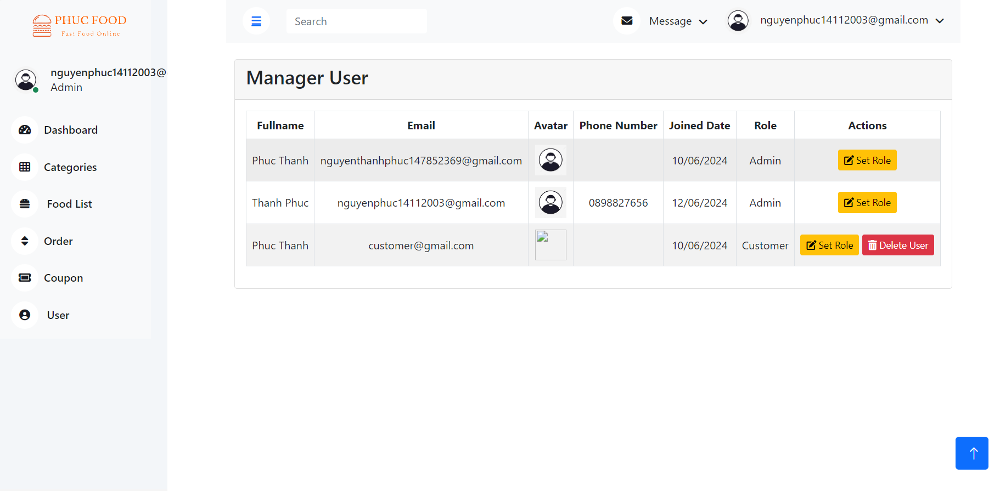 PHUC FOOD
Fast Food Online
nguyenphuc14112003@
Admin
Dashboard
Categories
Food List
Order
Coupon
User
Search
Message
nguyenphuc14112003@gmail.com
Manager User
Fullname Email Avatar Phone Number Joined Date Role Actions
Phuc Thanh nguyenthanhphuc147852369@gmail.com 10/06/2024 Admin Set Role
Thanh Phuc nguyenphuc14112003@gmail.com 0898827656 12/06/2024 Admin Set Role
Phuc Thanh customer@gmail.com 10/06/2024 Customer Set Role Delete User